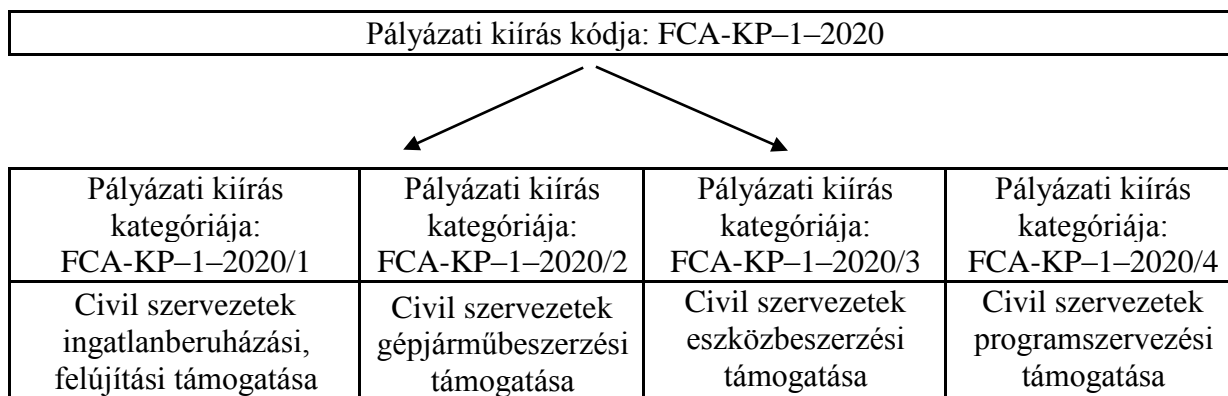 Pályázati kiírás kódja: FCA-KP–1–2020
Pályázati kiírás
kategóriája:
FCA-KP–1–2020/1
Pályázati kiírás
kategóriája:
FCA-KP–1–2020/2
Pályázati kiírás
kategóriája:
FCA-KP–1–2020/3
Pályázati kiírás
kategóriája:
FCA-KP–1–2020/4
Civil szervezetek
ingatlanberuházási,
felújítási támogatása
Civil szervezetek
gépjárműbeszerzési
támogatása
Civil szervezetek
eszközbeszerzési
támogatása
Civil szervezetek
programszervezési
támogatása